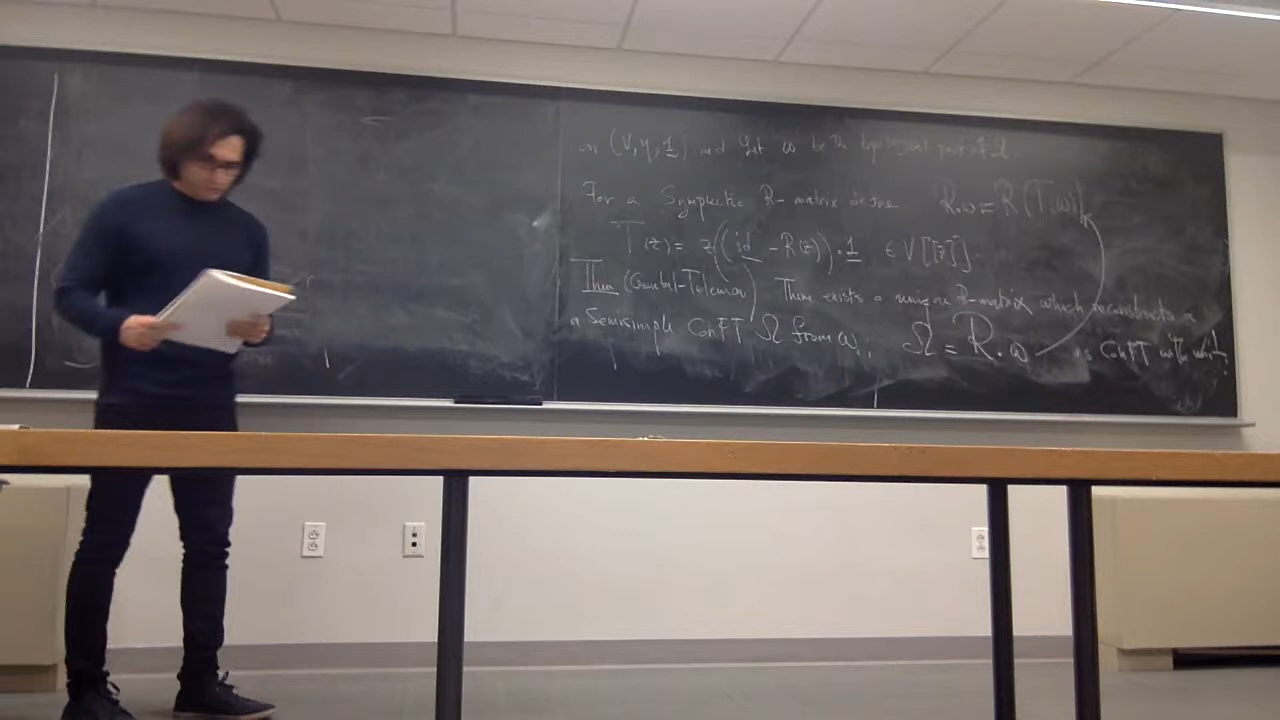 on (V, η, 1) and let ω be the topological part of Ω.
For a Symplectic R-matrix define R.ω = R(T(ω))
T(z) = z((id - R(z)).1 ∈ V[[z]].
Thm (Givental-Teleman) There exists a unique R-matrix which reconstructs
a Semisimple CohFT Ω from ω, Ω = R.ω is CohFT with unit